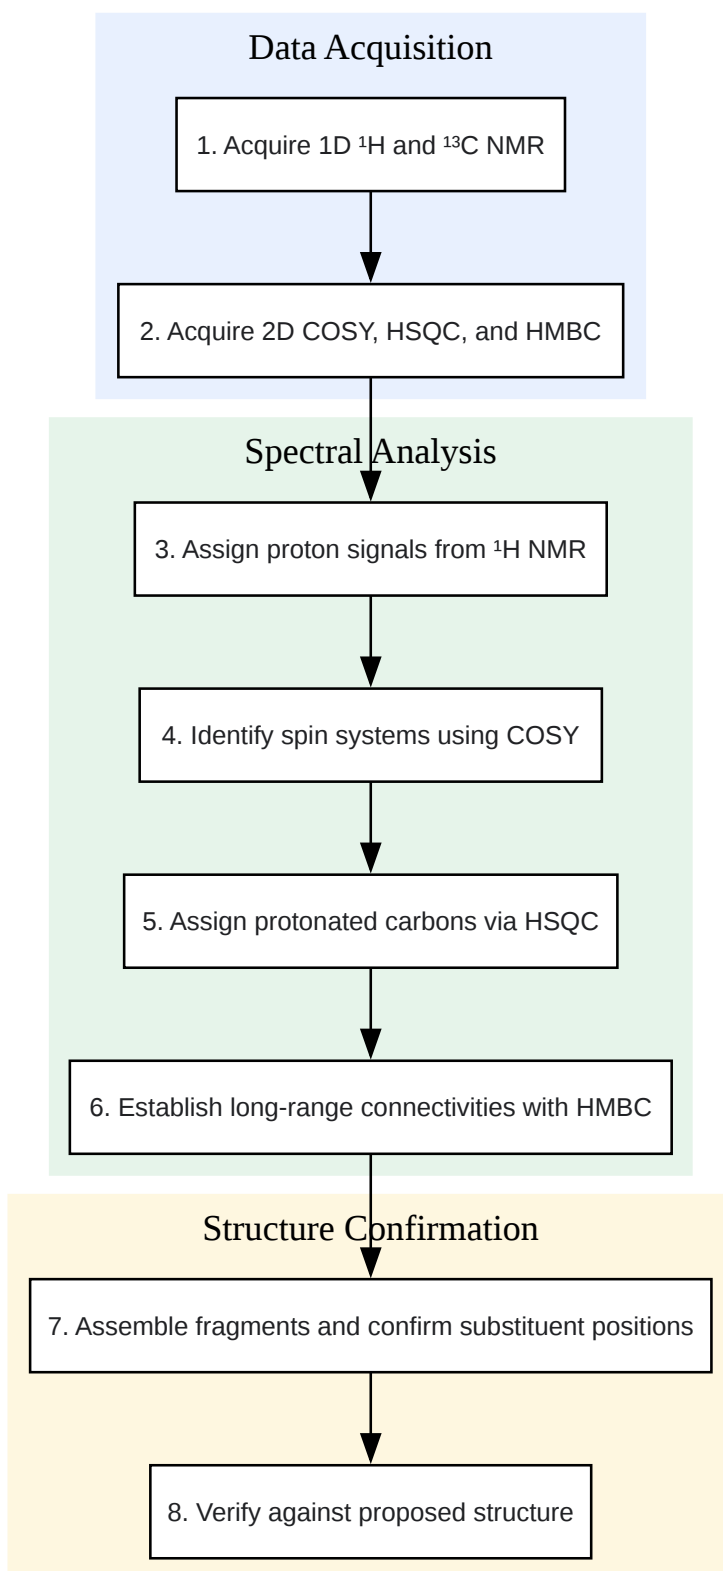 Data Acquisition
1. Acquire 1D ¹H and ¹³C NMR
2. Acquire 2D COSY, HSQC, and HMBC
Spectral Analysis
3. Assign proton signals from ¹H NMR
4. Identify spin systems using COSY
5. Assign protonated carbons via HSQC
6. Establish long-range connectivities with HMBC
Structure Confirmation
7. Assemble fragments and confirm substituent positions
8. Verify against proposed structure